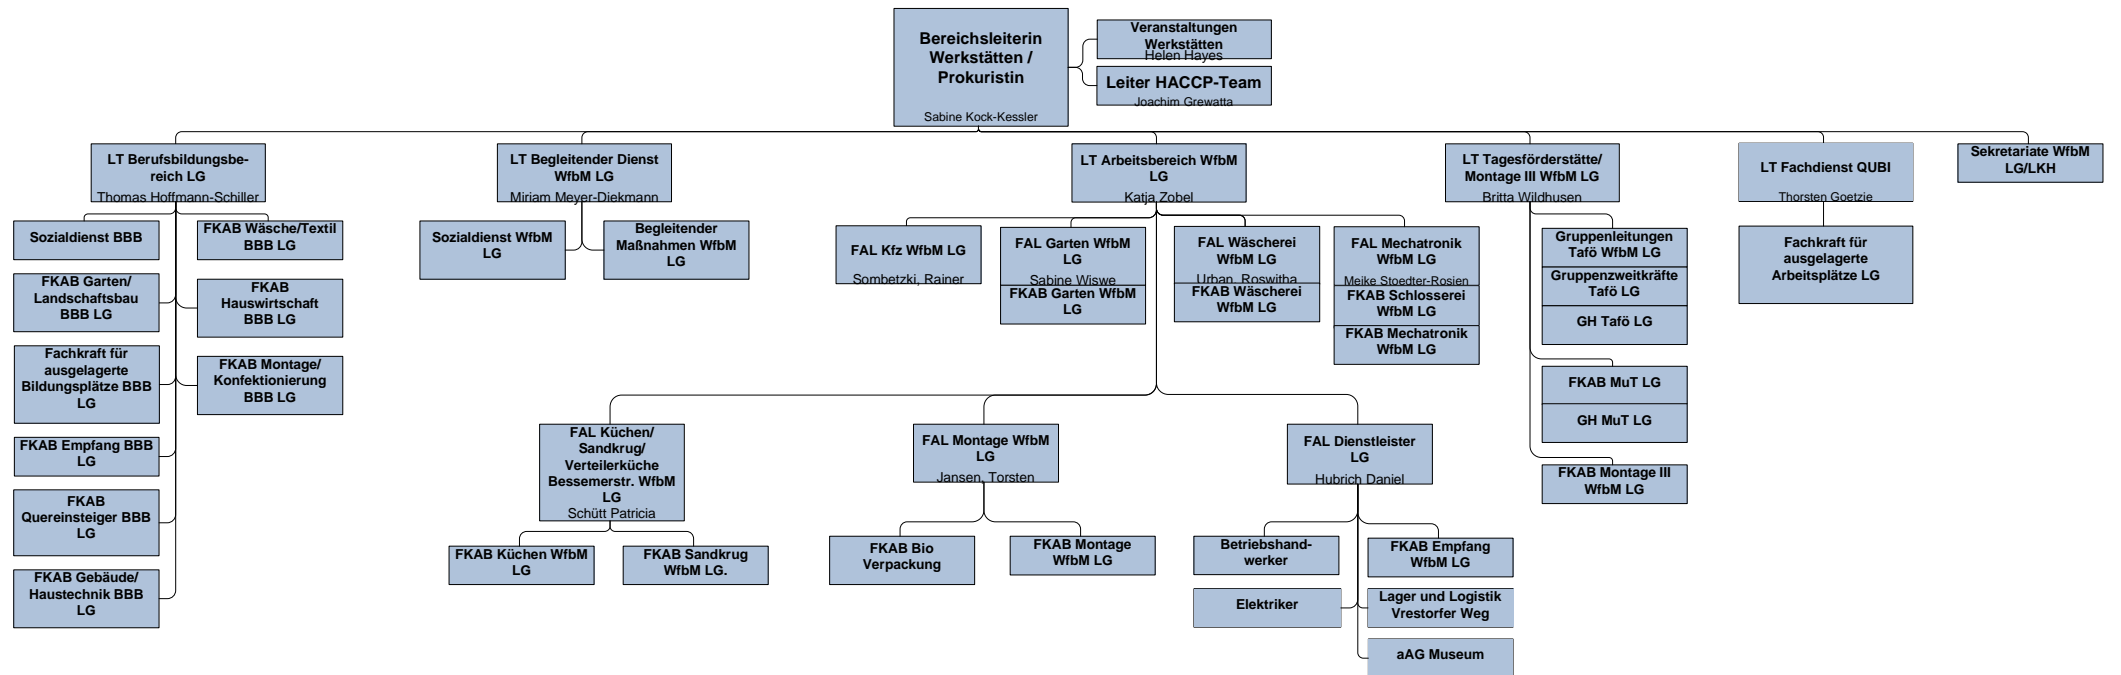 Bereichsleiterin
Werkstätten /
Prokuristin
Sabine Kock-Kessler
Veranstaltungen
Werkstätten
Helen Hayes
Leiter HACCP-Team
Joachim Grewatta
LT Berufsbildungsbe-
reich LG
Thomas Hoffmann-Schiller
LT Begleitender Dienst
WfbM LG
Miriam Meyer-Diekmann
LT Arbeitsbereich WfbM
LG
Katja Zobel
LT Tagesförderstätte/
Montage III WfbM LG
Britta Wildhusen
LT Fachdienst QUBI
Thorsten Goetzie
Sekretariate WfbM
LG/LKH
Sozialdienst BBB
FKAB Wäsche/Textil
BBB LG
FKAB Garten/
Landschaftsbau
BBB LG
FKAB
Hauswirtschaft
BBB LG
Fachkraft für
ausgelagerte
Bildungsplätze BBB
LG
FKAB Montage/
Konfektionierung
BBB LG
FKAB Empfang BBB
LG
FKAB
Quereinsteiger BBB
LG
FKAB Gebäude/
Haustechnik BBB
LG
Sozialdienst WfbM
LG
Begleitender
Maßnahmen WfbM
LG
FAL Kfz WfbM LG
Sombetzki, Rainer
FAL Garten WfbM
LG
Sabine Wiswe
FKAB Garten WfbM
LG
FAL Wäscherei
WfbM LG
Urban, Roswitha
FKAB Wäscherei
WfbM LG
FAL Mechatronik
WfbM LG
Meike Stoedter-Rosien
FKAB Schlosserei
WfbM LG
FKAB Mechatronik
WfbM LG
Gruppenleitungen
Tafö WfbM LG
Gruppenzweitkräfte
Tafö LG
GH Tafö LG
FKAB MuT LG
GH MuT LG
FKAB Montage III
WfbM LG
Fachkraft für
ausgelagerte
Arbeitsplätze LG
FAL Küchen/
Sandkrug/
Verteilerküche
Bessemerstr. WfbM
LG
Schütt Patricia
FKAB Küchen WfbM
LG
FKAB Sandkrug
WfbM LG.
FAL Montage WfbM
LG
Jansen, Torsten
FKAB Bio
Verpackung
FKAB Montage
WfbM LG
FAL Dienstleister
LG
Hubrich Daniel
Betriebshand-
werker
FKAB Empfang
WfbM LG
Elektriker
Lager und Logistik
Vrestorfer Weg
aAG Museum